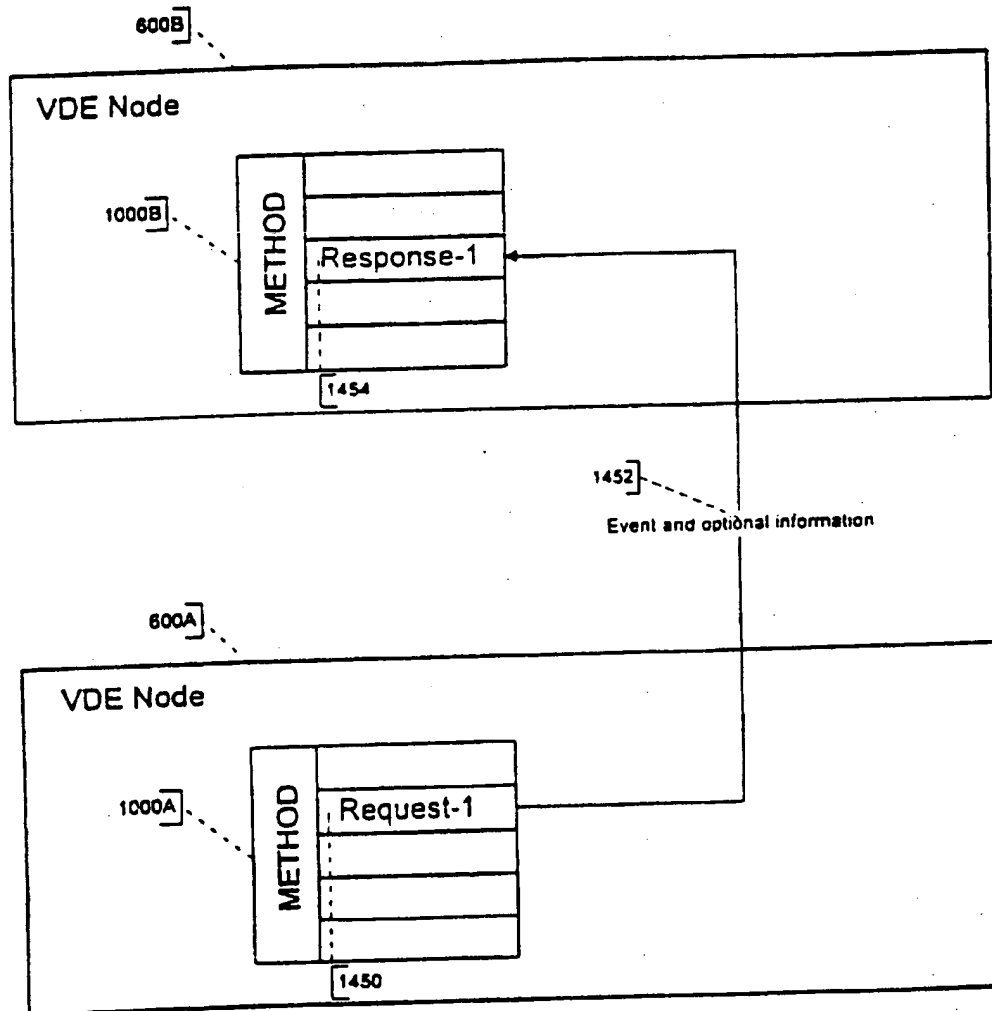 600B
VDE Node
METHOD
1000B
Response-1
1454
1452
Event and optional information
600A
VDE Node
METHOD
1000A
Request-1
1450